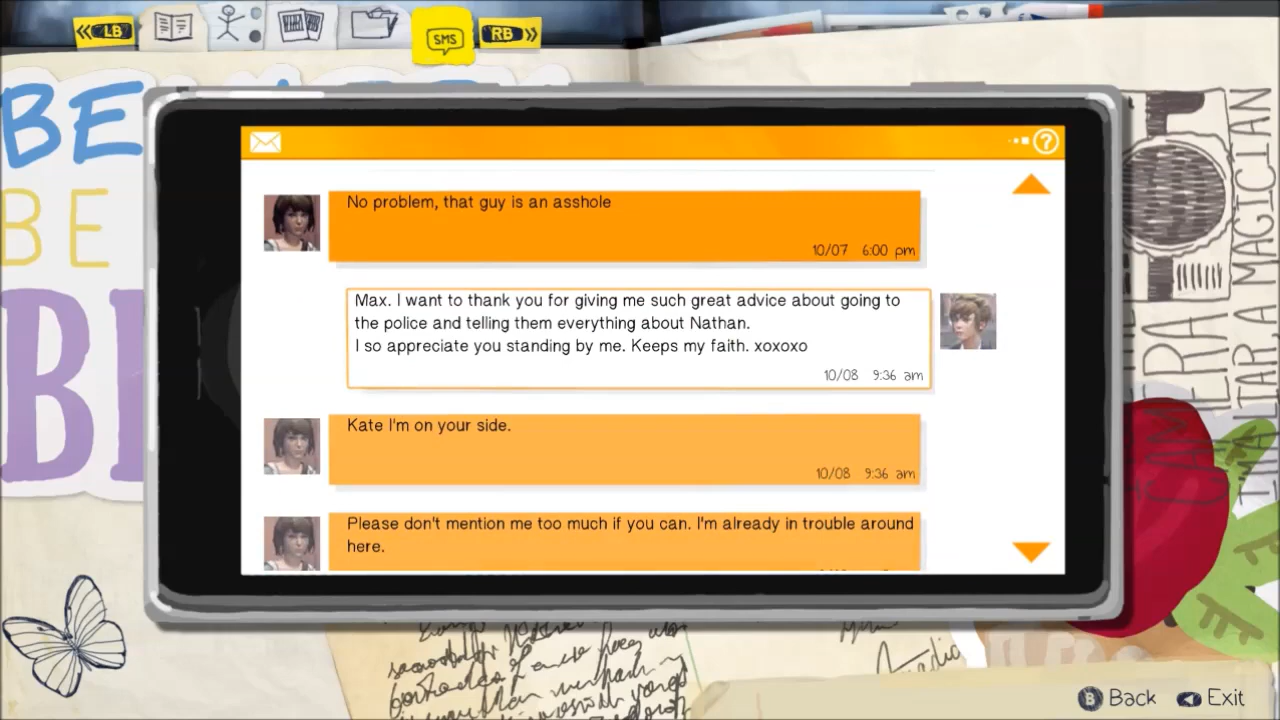 LB
SMS
RB
BE
BE
No problem, that guy is an asshole
10/07 6:00 pm
Max. I want to thank you for giving me such great advice about going to
the police and telling them everything about Nathan.
I so appreciate you standing by me. Keeps my faith. xoxoxo
10/08 9:36 am
Kate I'm on your side.
10/08 9:36 am
Please don't mention me too much if you can. I'm already in trouble around
here.
B Back
Exit